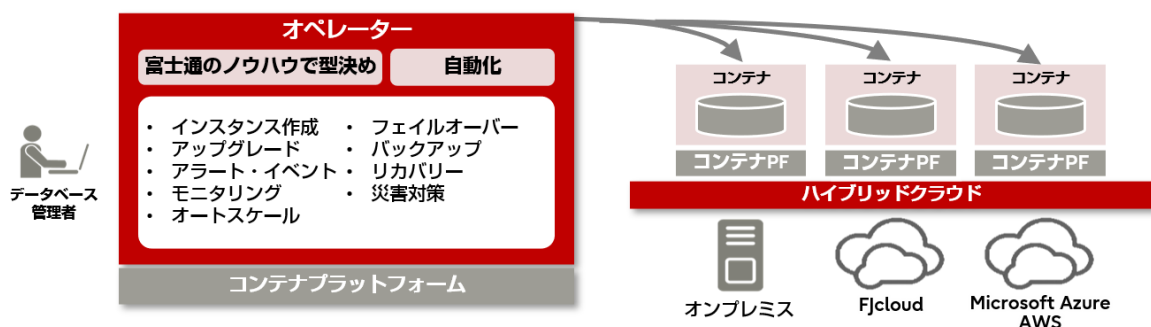 オペレーター
富士通のノウハウで型決め
自動化
・ インスタンス作成
・ アップグレード
・ アラート・イベント
・ モニタリング
・ オートスケール
・ フェイルオーバー
・ バックアップ
・ リカバリー
・ 災害対策
データベース
管理者
コンテナプラットフォーム
コンテナ
コンテナ
コンテナ
コンテナPF
コンテナPF
コンテナPF
ハイブリッドクラウド
オンプレミス
FJcloud
Microsoft Azure
AWS